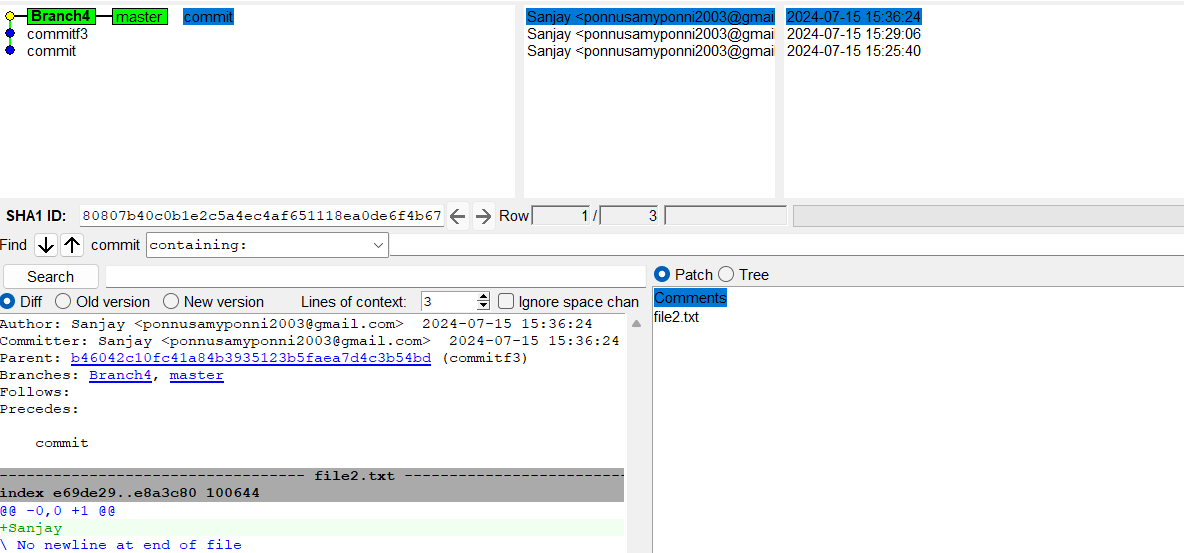 Branch4 master commit Sanjay <ponnusamyponni2003@gmai 2024-07-15 15:36:24
commitf3 Sanjay <ponnusamyponni2003@gmai 2024-07-15 15:29:06
commit Sanjay <ponnusamyponni2003@gmai 2024-07-15 15:25:40
SHA1 ID: 80807b40c0b1e2c5a4ec4af651118ea0de6f4b67 Row 1 / 3
Find commit containing:
Search
Patch Tree
Diff Old version New version Lines of context: 3 Ignore space chan
Comments
file2.txt
Author: Sanjay <ponnusamyponni2003@gmail.com> 2024-07-15 15:36:24
Committer: Sanjay <ponnusamyponni2003@gmail.com> 2024-07-15 15:36:24
Parent: b46042c10fc41a84b3935123b5faea7d4c3b54bd (commitf3)
Branches: Branch4, master
Follows:
Precedes:
commit
--------------------------------- file2.txt -------------------------
index e69de29..e8a3c80 100644
@@ -0,0 +1 @@
+Sanjay
\ No newline at end of file